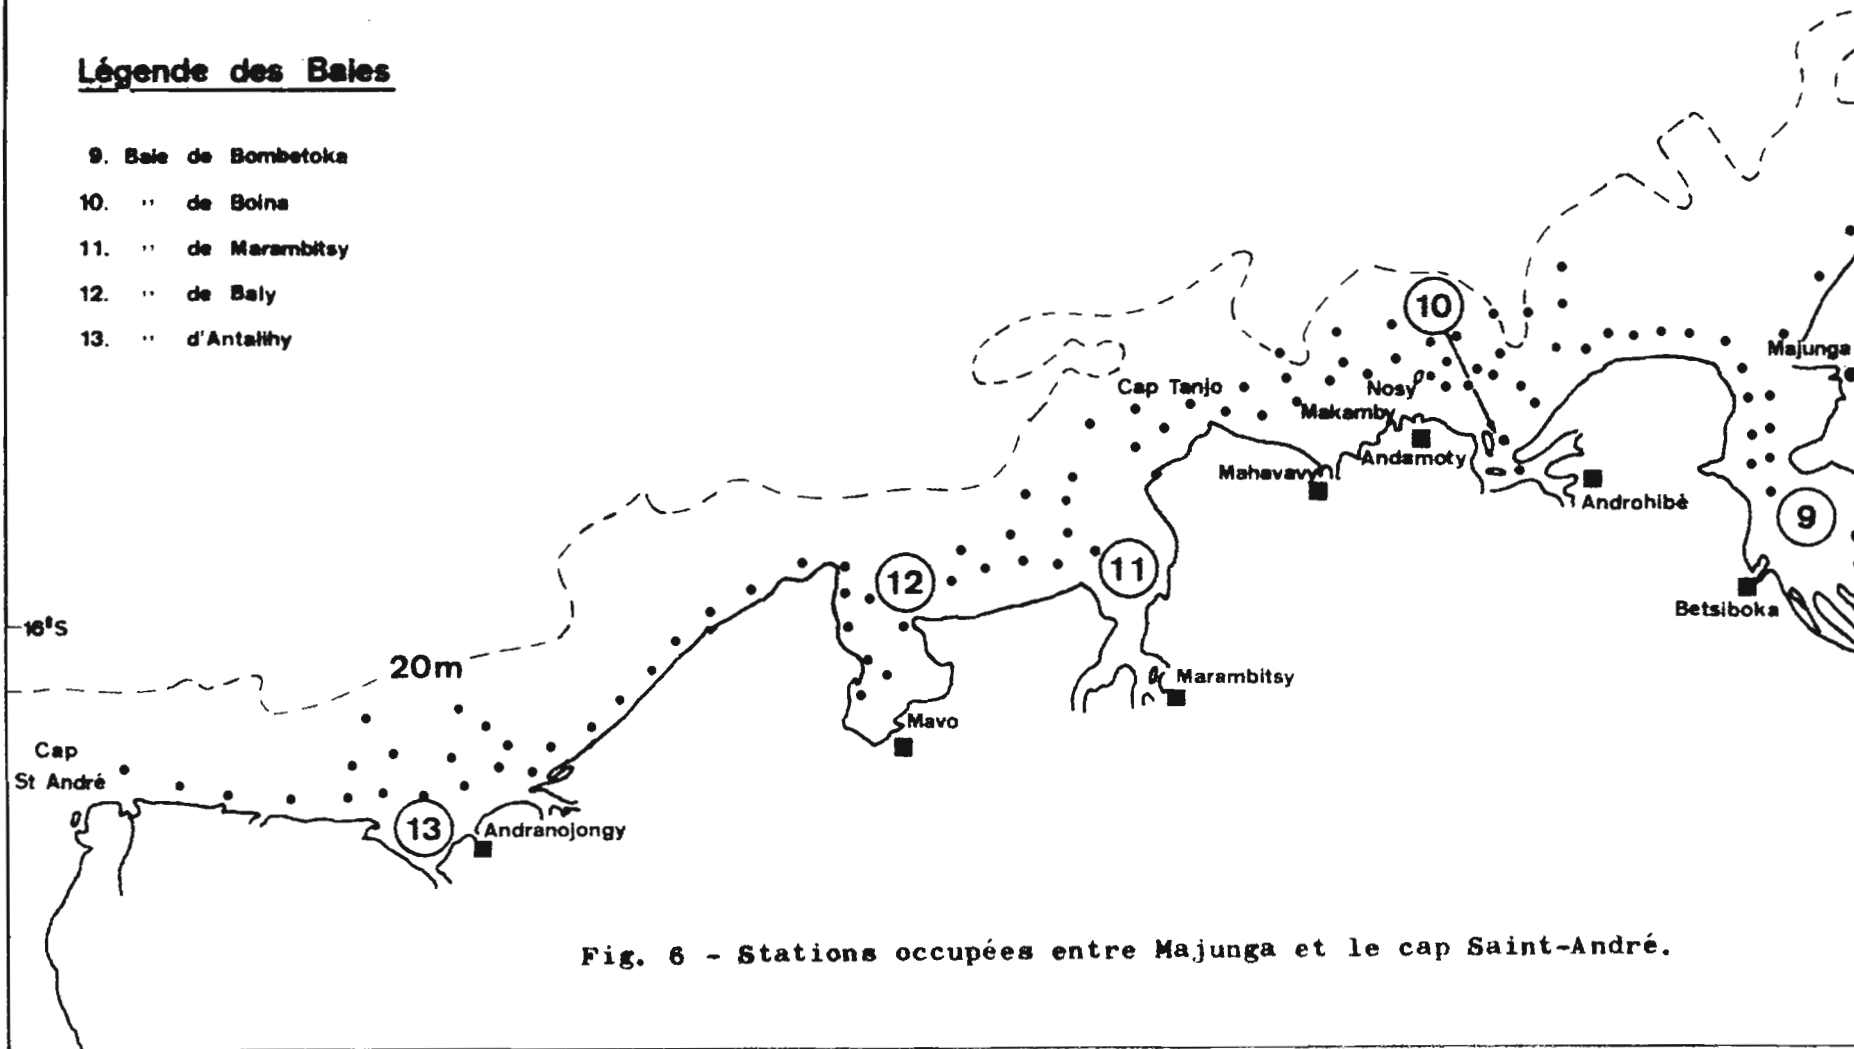 Légende des Baies
9. Baie de Bombetoka
10. " de Boina
11. " de Marambitsy
12. " de Baly
13. " d'Antalihy
10
Majunga
Cap Tanjo
Nosy
Makamby
Andamoty
Mahavavy
Androhibé
9
12
11
Betsiboka
16°S
20m
Marambitsy
Mavo
Cap
St André
13
Andranojongy
Fig. 6 - Stations occupées entre Majunga et le cap Saint-André.